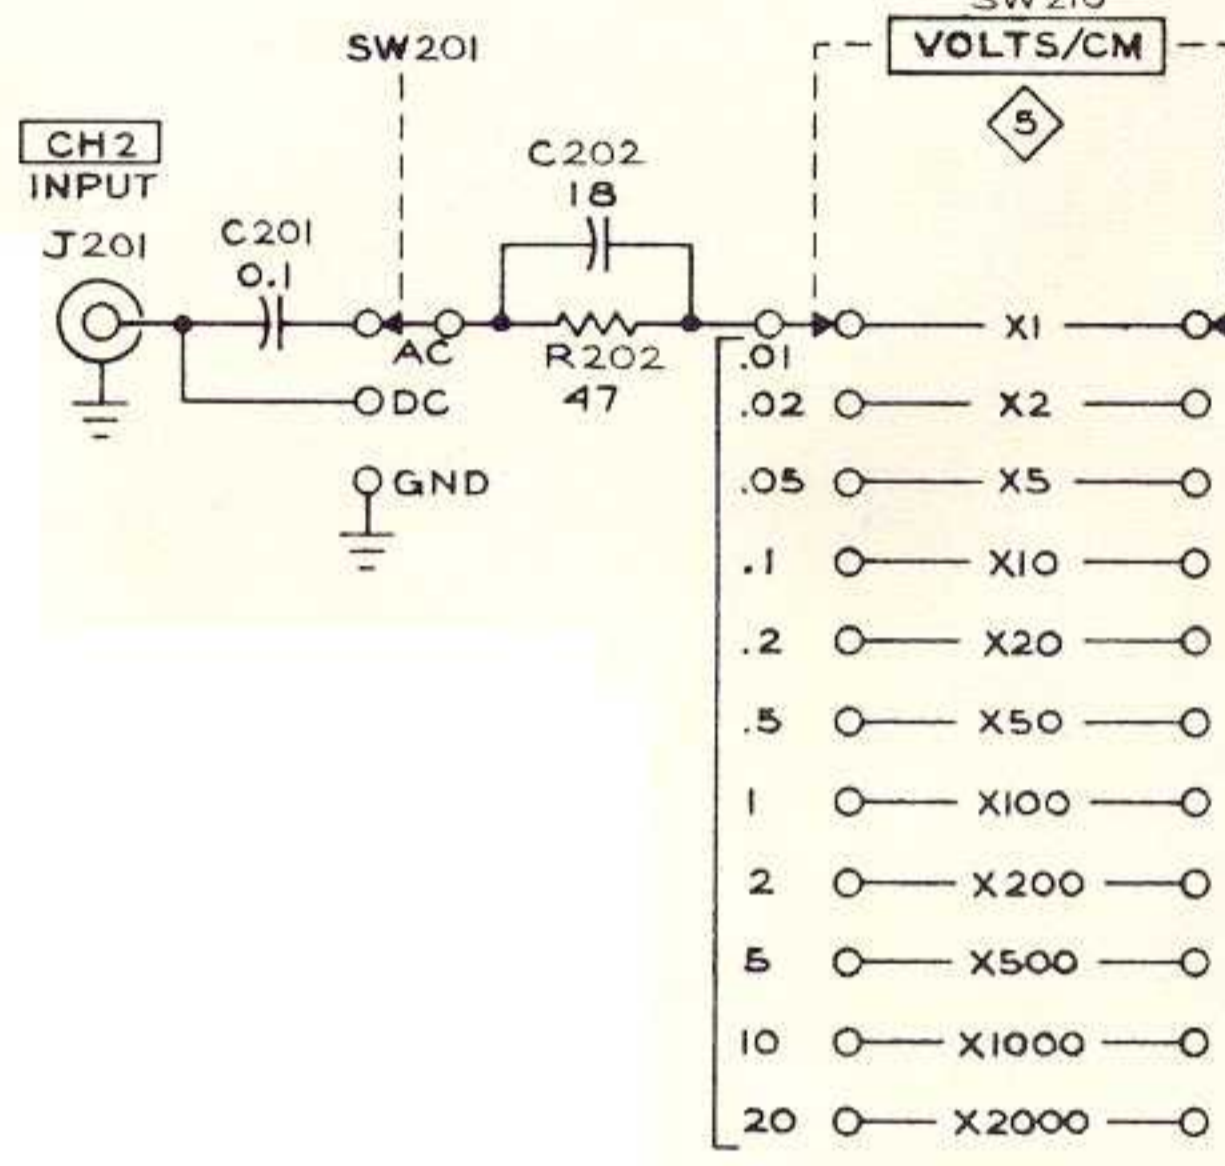 SW210
SW201
VOLTS/CM
5
CH2
INPUT
J201
C201
0.1
C202
18
AC
DC
GND
R202
47
.01 X1
.02 X2
.05 X5
.1 X10
.2 X20
.5 X50
1 X100
2 X200
5 X500
10 X1000
20 X2000